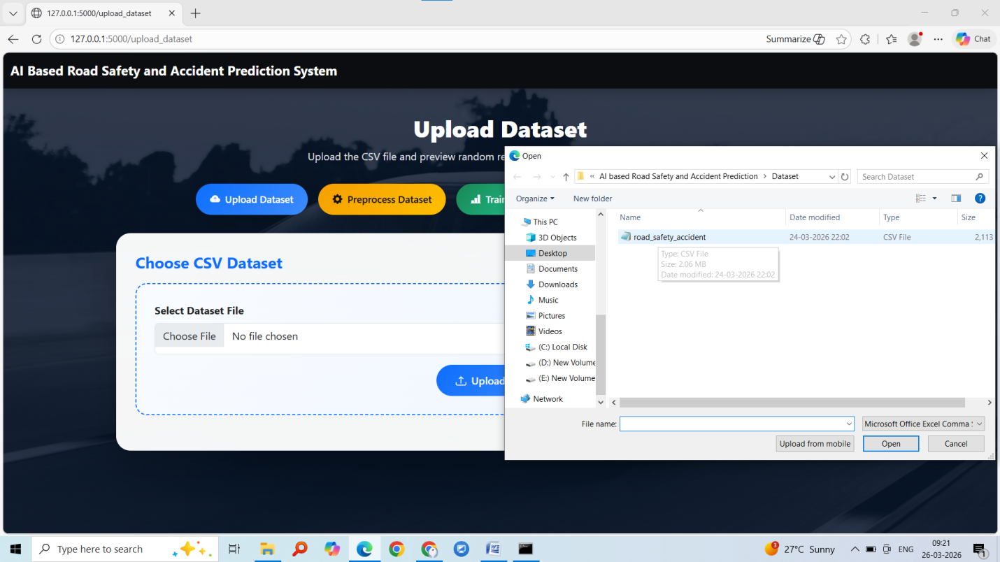 127.0.0.1:5000/upload_dataset
127.0.0.1:5000/upload_dataset
Summarize
Chat
AI Based Road Safety and Accident Prediction System
Upload Dataset
Upload the CSV file and preview random re
Upload Dataset
Preprocess Dataset
Train
Choose CSV Dataset
Select Dataset File
Choose File
No file chosen
Upload
Open
« AI based Road Safety and Accident Prediction > Dataset
Search Dataset
Organize
New folder
?
This PC
3D Objects
Desktop
Documents
Downloads
Music
Pictures
Videos
(C:) Local Disk
(D:) New Volume
(E:) New Volume
Network
Name
Date modified
Type
Size
road_safety_accident
24-03-2026 22:02
CSV File
2,113
Type: CSV File
Size: 2.06 MB
Date modified: 24-03-2026 22:02
File name:
Microsoft Office Excel Comma S
Upload from mobile
Open
Cancel
Type here to search
3
27°C Sunny
ENG
09:21
26-03-2026
1